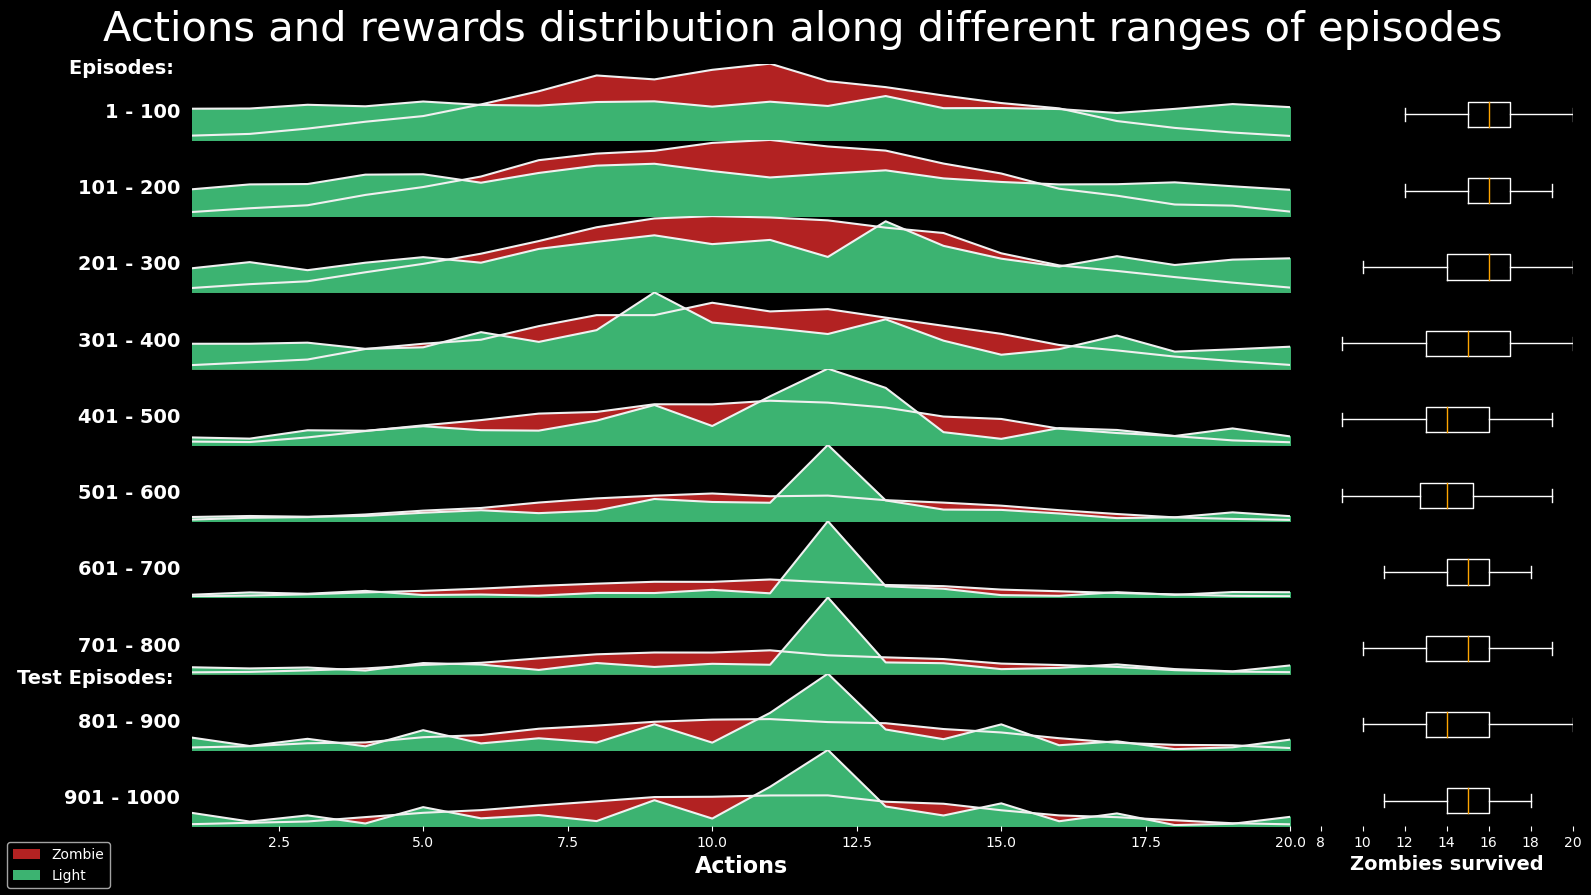 Actions and rewards distribution along different ranges of episodes
Episodes:
1 - 100
101 - 200
201 - 300
301 - 400
401 - 500
501 - 600
601 - 700
701 - 800
Test Episodes:
801 - 900
901 - 1000
2.5 5.0 7.5 10.0 12.5 15.0 17.5 20.0
8 10 12 14 16 18 20
Actions
Zombies survived
Zombie
Light